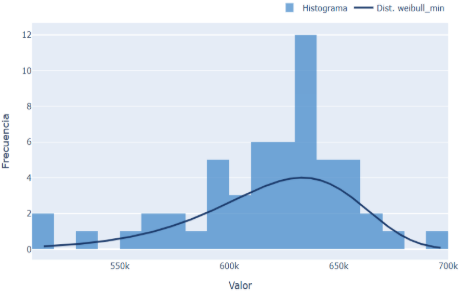 Histograma
Dist. weibull_min
Frecuencia
12
10
8
6
4
2
0
550k
600k
650k
700k
Valor